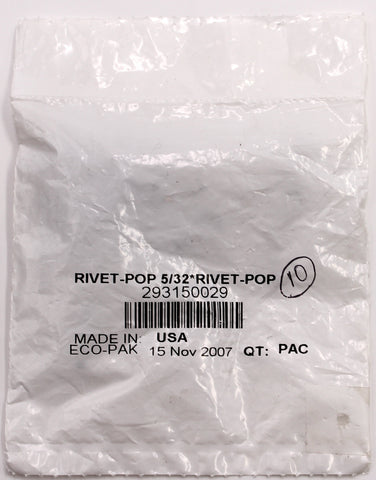 RIVET-POP 5/32*RIVET-POP 10
293150029
MADE IN: USA
ECO-PAK 15 Nov 2007 QT: PAC